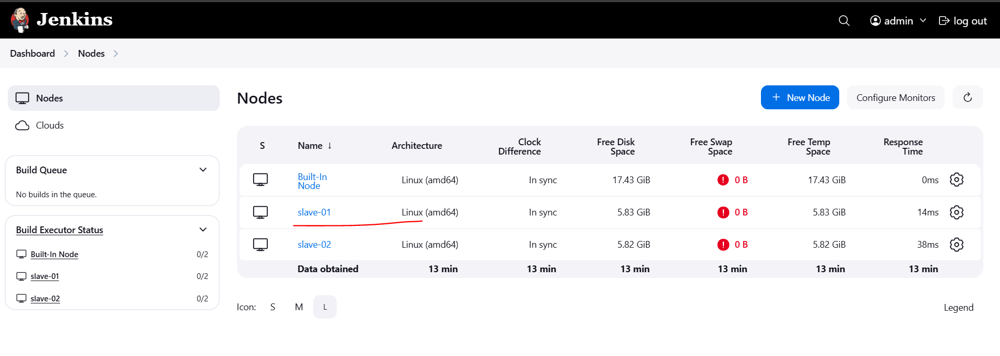 Jenkins
admin
log out
Dashboard
Nodes
Nodes
Clouds
Build Queue
No builds in the queue.
Build Executor Status
Built-In Node 0/2
slave-01 0/2
slave-02 0/2
Nodes
+ New Node
Configure Monitors
S Name ↓ Architecture Clock Difference Free Disk Space Free Swap Space Free Temp Space Response Time
Built-In Node Linux (amd64) In sync 17.43 GiB ! 0 B 17.43 GiB 0ms
slave-01 Linux (amd64) In sync 5.83 GiB ! 0 B 5.83 GiB 14ms
slave-02 Linux (amd64) In sync 5.82 GiB ! 0 B 5.82 GiB 38ms
Data obtained 13 min 13 min 13 min 13 min 13 min 13 min
Icon: S M L
Legend